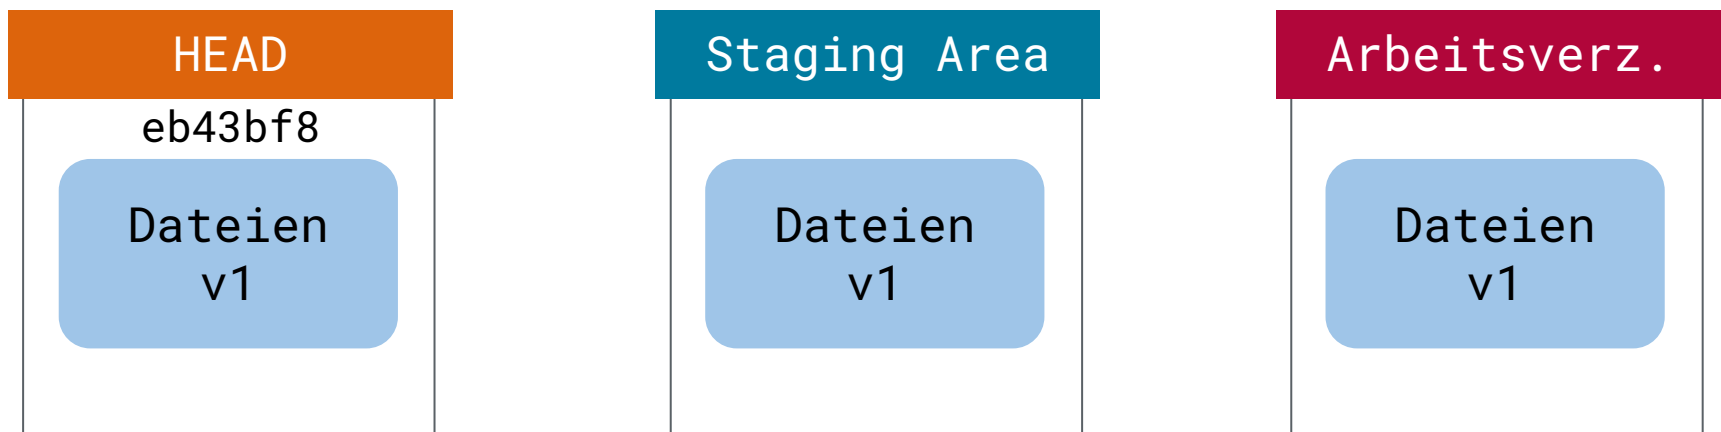 HEAD
Staging Area
Arbeitsverz.
eb43bf8
Dateien
v1
Dateien
v1
Dateien
v1